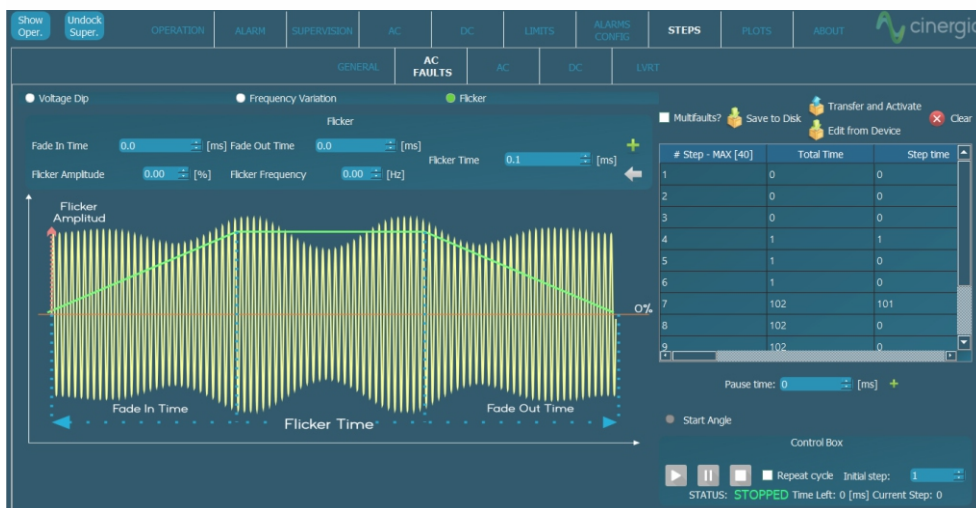 Show Oper.
Undock Super.
OPERATION
ALARM
SUPERVISION
AC
DC
LIMITS
ALARMS CONFIG
STEPS
PLOTS
ABOUT
cinergia
GENERAL
AC FAULTS
AC
DC
LVRT
Voltage Dip
Frequency Variation
Flicker
Flicker
Fade In Time 0.0 [ms] Fade Out Time 0.0 [ms]
Flicker Time 0.1 [ms]
Flicker Amplitude 0.00 [%] Flicker Frequency 0.00 [Hz]
Flicker
Amplitud
0%
Fade In Time
Fade Out Time
Flicker Time
Multifaults?
Save to Disk
Transfer and Activate
Edit from Device
Clear
# Step - MAX [40] Total Time Step time
1 0 0
2 0 0
3 0 0
4 1 1
5 1 0
6 1 0
7 102 101
8 102 0
9 102 0
Pause time: 0 [ms]
Start Angle
Control Box
Repeat cycle Initial step: 1
STATUS: STOPPED Time Left: 0 [ms] Current Step: 0